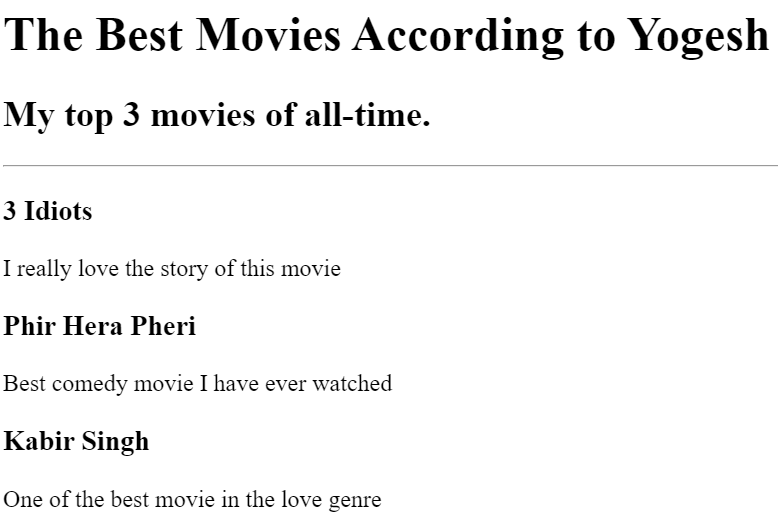 The Best Movies According to Yogesh
My top 3 movies of all-time.
3 Idiots
I really love the story of this movie
Phir Hera Pheri
Best comedy movie I have ever watched
Kabir Singh
One of the best movie in the love genre